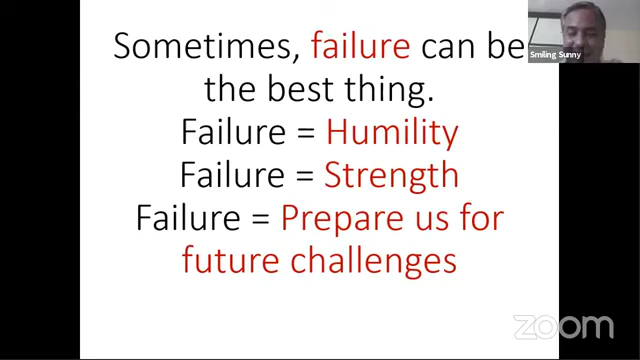 Sometimes, failure can be
the best thing.
Failure = Humility
Failure = Strength
Failure = Prepare us for
future challenges
Smiling Sunny
zoom